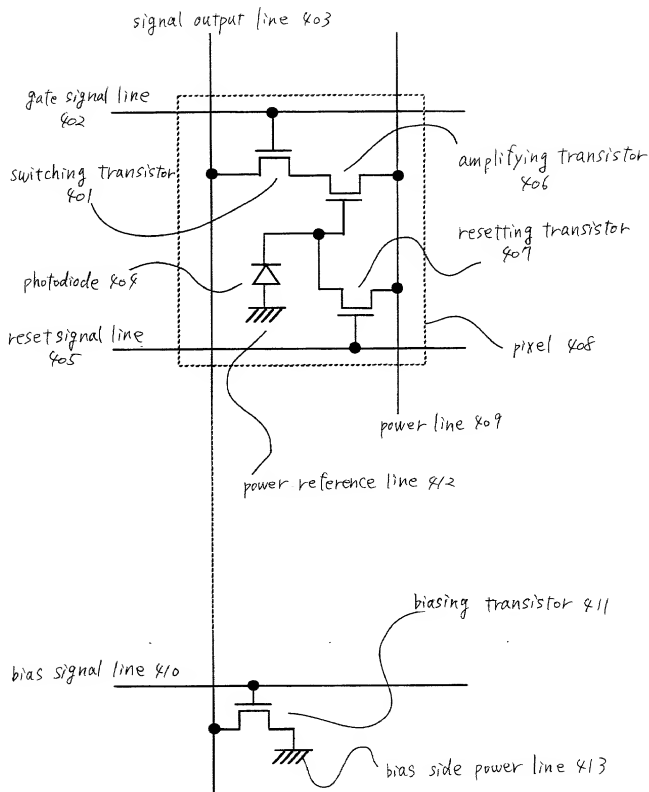 signal output line 403
gate signal line
402
switching transistor
401
amplifying transistor
406
resetting transistor
407
photodiode 404
reset signal line
405
pixel 408
power line 409
power reference line 412
biasing transistor 411
bias signal line 410
bias side power line 413